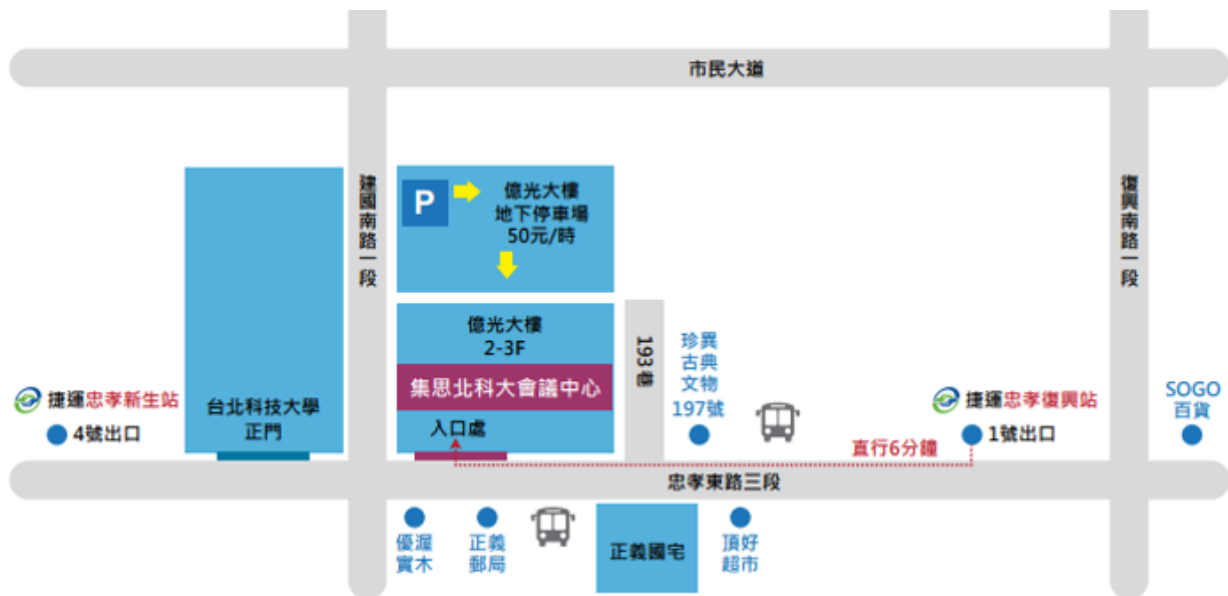 市民大道
建國南路一段
復興南路一段
P
億光大樓
地下停車場
50元/時
億光大樓
2-3F
集思北科大會議中心
入口處
193巷
珍異
古典
文物
197號
捷運忠孝新生站
4號出口
台北科技大學
正門
捷運忠孝復興站
1號出口
SOGO
百貨
直行6分鐘
忠孝東路三段
優渥
實木
正義
郵局
正義國宅
頂好
超市